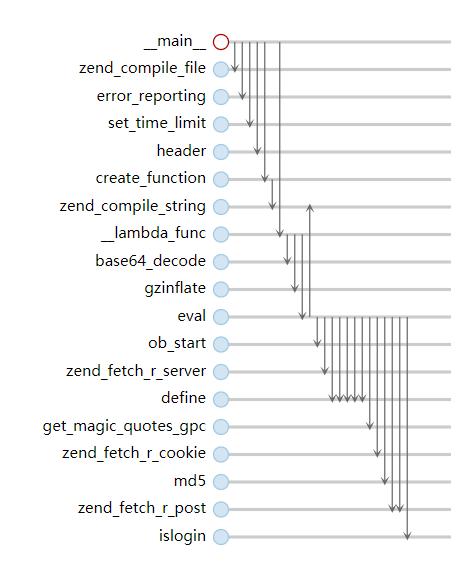 __main__
zend_compile_file
error_reporting
set_time_limit
header
create_function
zend_compile_string
__lambda_func
base64_decode
gzinflate
eval
ob_start
zend_fetch_r_server
define
get_magic_quotes_gpc
zend_fetch_r_cookie
md5
zend_fetch_r_post
islogin